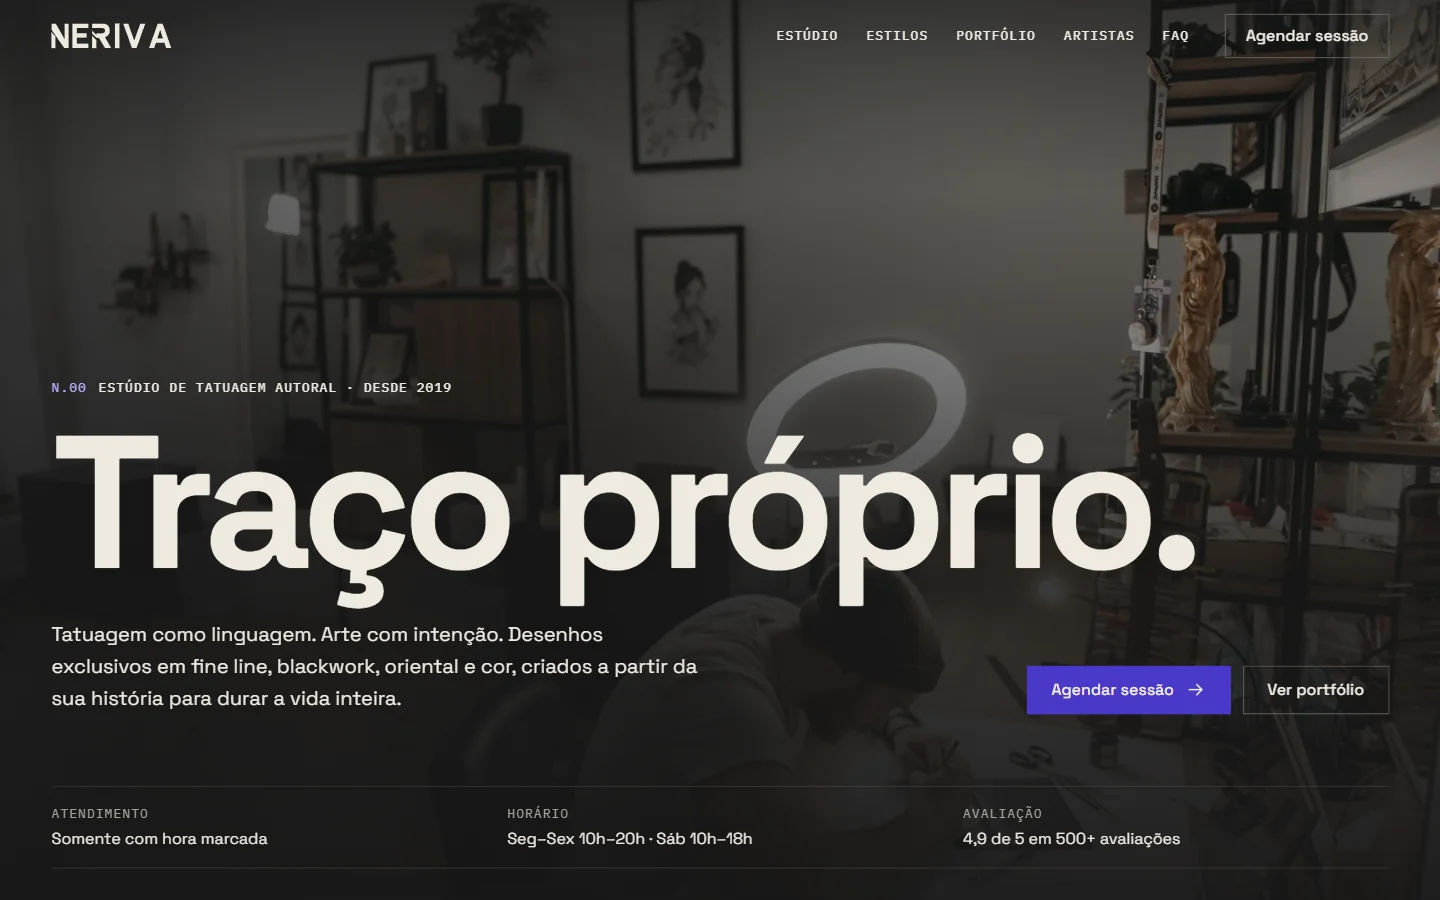 NERIVA
ESTÚDIO
ESTILOS
PORTFÓLIO
ARTISTAS
FAQ
Agendar sessão
N.00 ESTÚDIO DE TATUAGEM AUTORAL · DESDE 2019
Traço próprio.
Tatuagem como linguagem. Arte com intenção. Desenhos
exclusivos em fine line, blackwork, oriental e cor, criados a partir da
sua história para durar a vida inteira.
Agendar sessão →
Ver portfólio
ATENDIMENTO
Somente com hora marcada
HORÁRIO
Seg–Sex 10h–20h · Sáb 10h–18h
AVALIAÇÃO
4,9 de 5 em 500+ avaliações